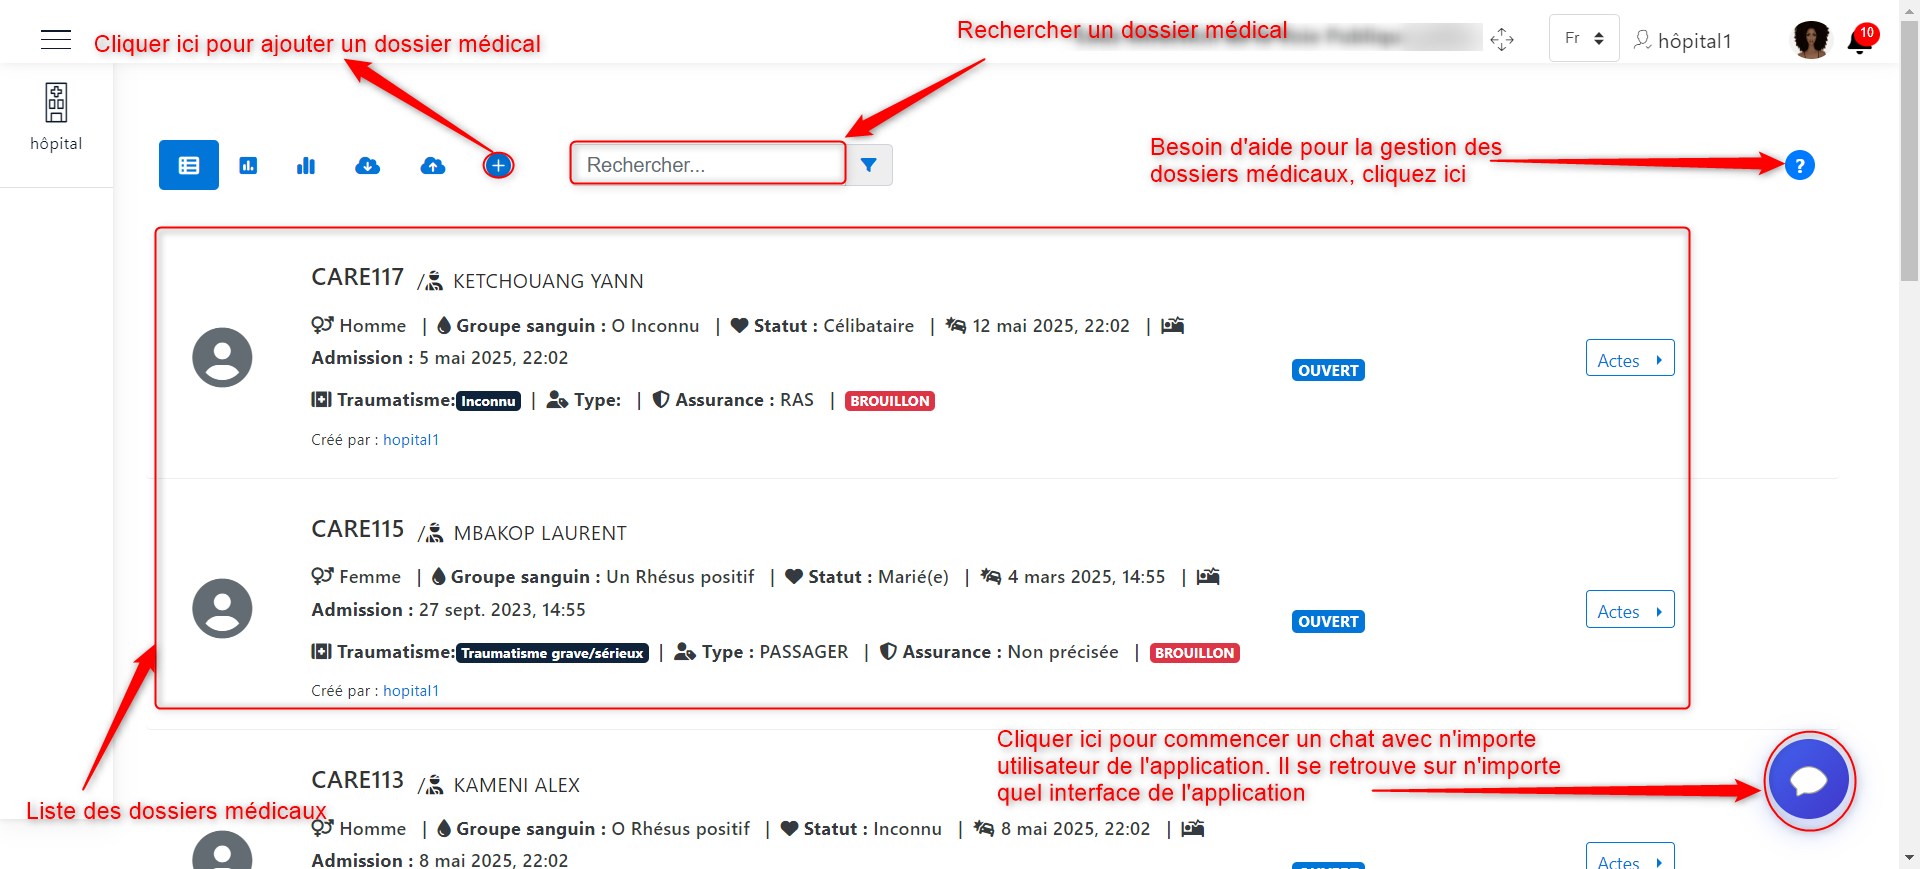 Cliquer ici pour ajouter un dossier médical
Rechercher un dossier médical
Fr
hôpital1
10
hôpital
Rechercher...
Besoin d'aide pour la gestion des
dossiers médicaux, cliquez ici
?
CARE117 / KETCHOUANG YANN
Homme | Groupe sanguin : O Inconnu | Statut : Célibataire | 12 mai 2025, 22:02 |
Admission : 5 mai 2025, 22:02
OUVERT
Actes
Traumatisme: Inconnu | Type: | Assurance : RAS | BROUILLON
Créé par : hopital1
CARE115 / MBAKOP LAURENT
Femme | Groupe sanguin : Un Rhésus positif | Statut : Marié(e) | 4 mars 2025, 14:55 |
Admission : 27 sept. 2023, 14:55
OUVERT
Actes
Traumatisme: Traumatisme grave/sérieux | Type : PASSAGER | Assurance : Non précisée | BROUILLON
Créé par : hopital1
Cliquer ici pour commencer un chat avec n'importe
utilisateur de l'application. Il se retrouve sur n'importe
quel interface de l'application
CARE113 / KAMENI ALEX
Liste des dossiers médicaux
Homme | Groupe sanguin : O Rhésus positif | Statut : Inconnu | 8 mai 2025, 22:02 |
Admission : 8 mai 2025, 22:02
OUVERT
Actes